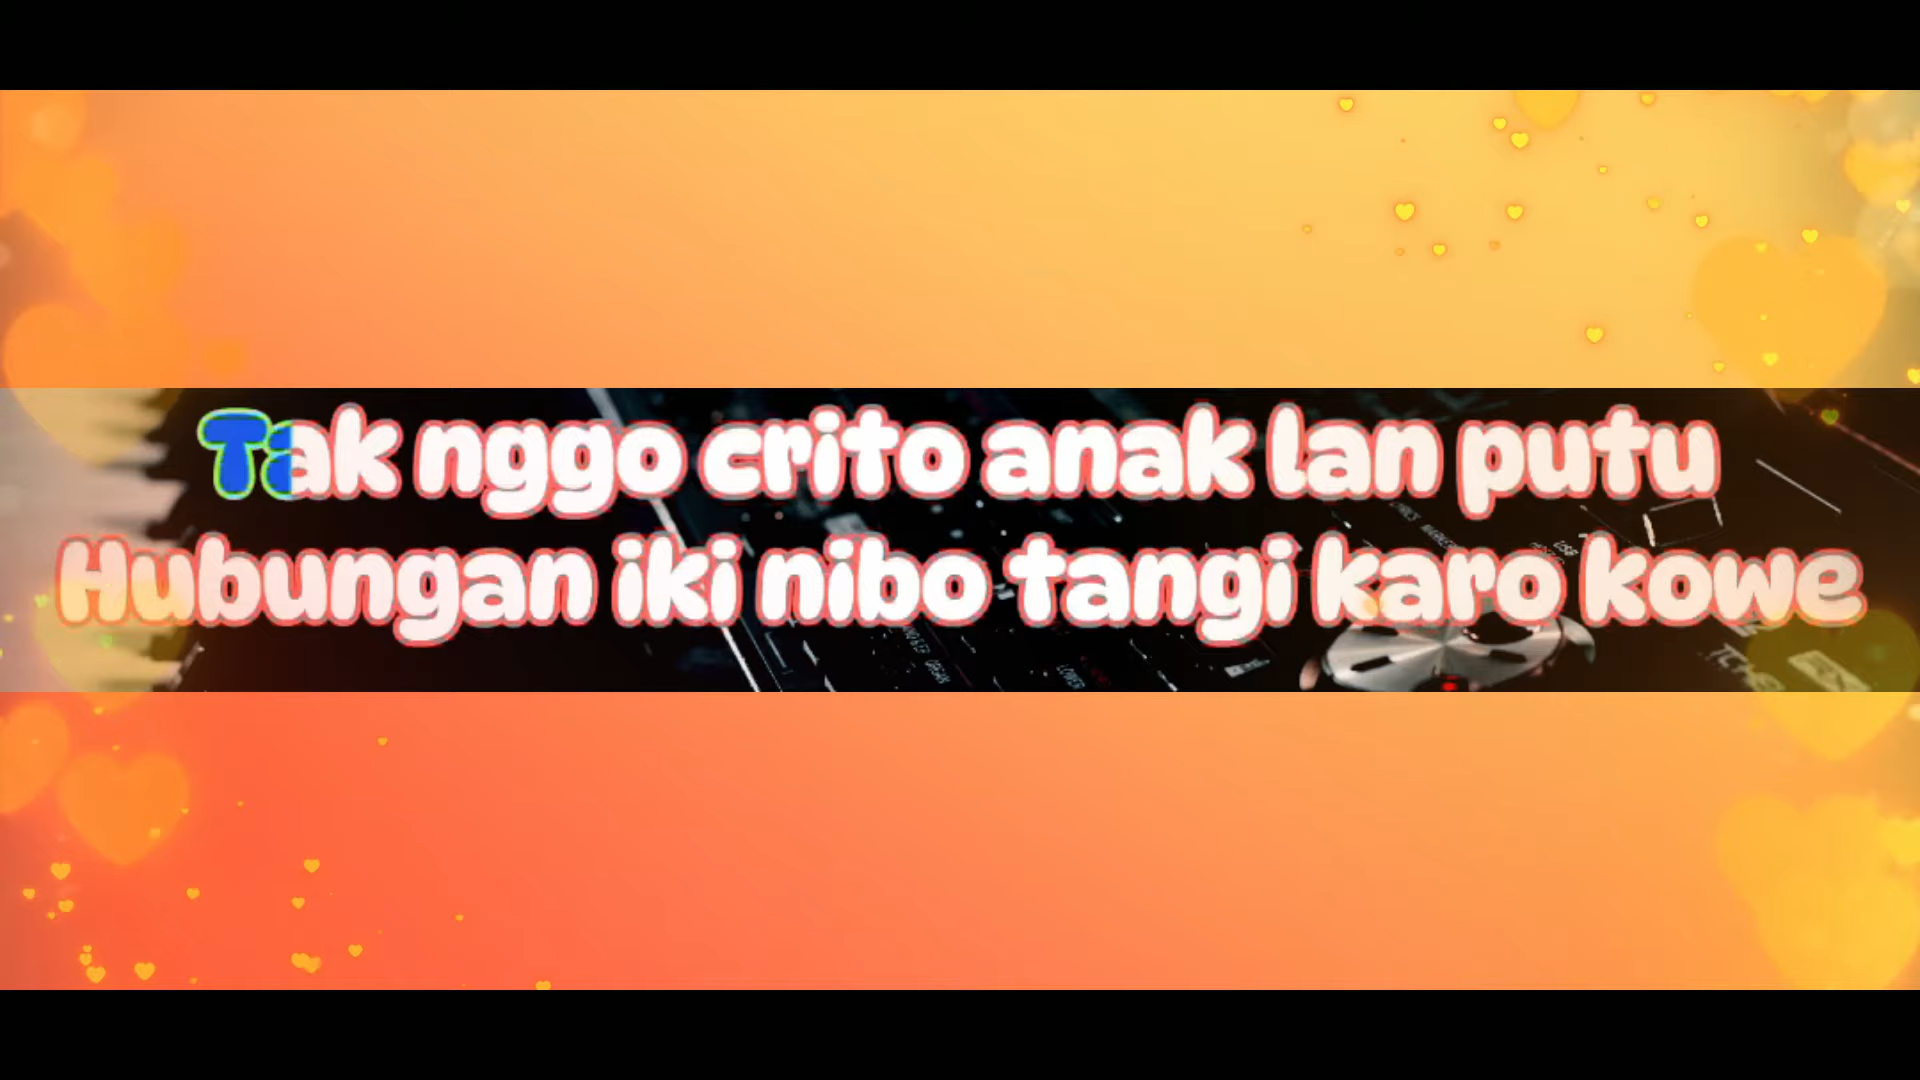 Tak nggo crito anak lan putu
Hubungan iki nibo tangi karo kowe